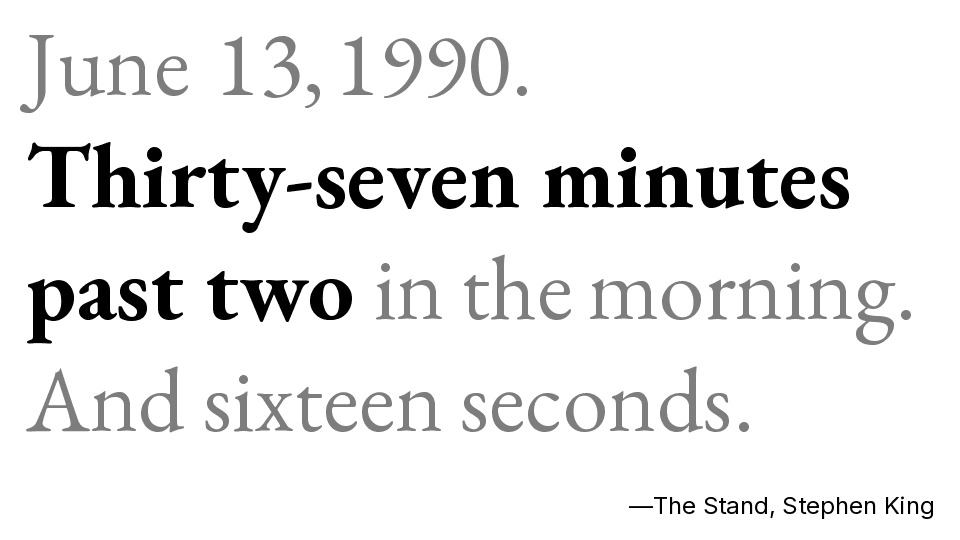 June 13, 1990.
Thirty-seven minutes
past two in the morning.
And sixteen seconds.
—The Stand, Stephen King